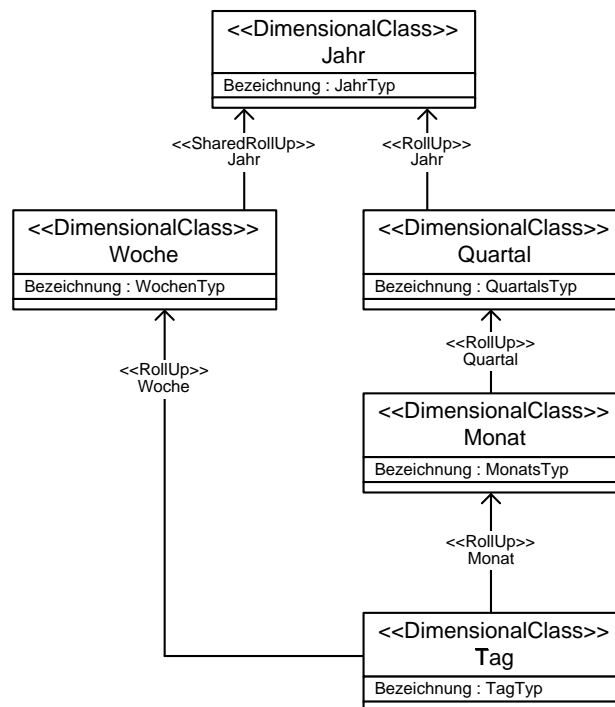 <<DimensionalClass>>
Jahr
Bezeichnung : JahrTyp
<<SharedRollUp>>
Jahr
<<RollUp>>
Jahr
<<DimensionalClass>>
Woche
Bezeichnung : WochenTyp
<<DimensionalClass>>
Quartal
Bezeichnung : QuartalsTyp
<<RollUp>>
Woche
<<RollUp>>
Quartal
<<DimensionalClass>>
Monat
Bezeichnung : MonatsTyp
<<RollUp>>
Monat
<<DimensionalClass>>
Tag
Bezeichnung : TagTyp